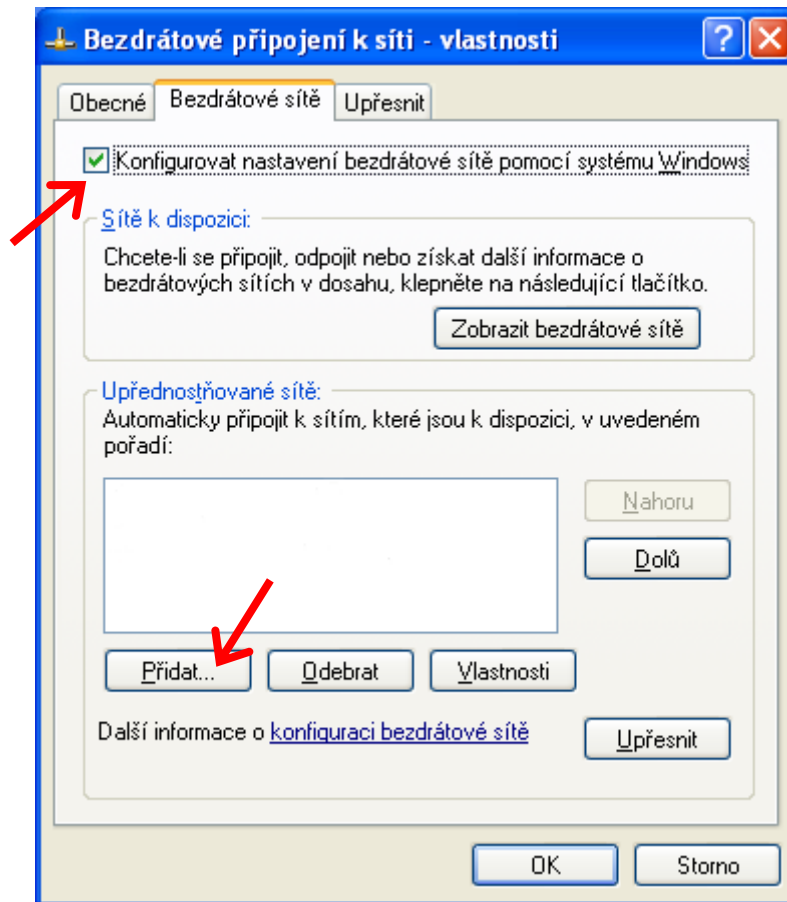 Bezdrátové připojení k síti - vlastnosti
Obecné Bezdrátové sítě Upřesnit
Konfigurovat nastavení bezdrátové sítě pomocí systému Windows
Sítě k dispozici:
Chcete-li se připojit, odpojit nebo získat další informace o
bezdrátových sítích v dosahu, klepněte na následující tlačítko.
Zobrazit bezdrátové sítě
Upřednostňované sítě:
Automaticky připojit k sítím, které jsou k dispozici, v uvedeném
pořadí:
Nahoru
Dolů
Přidat... Odebrat Vlastnosti
Další informace o konfiguraci bezdrátové sítě
Upřesnit
OK Storno